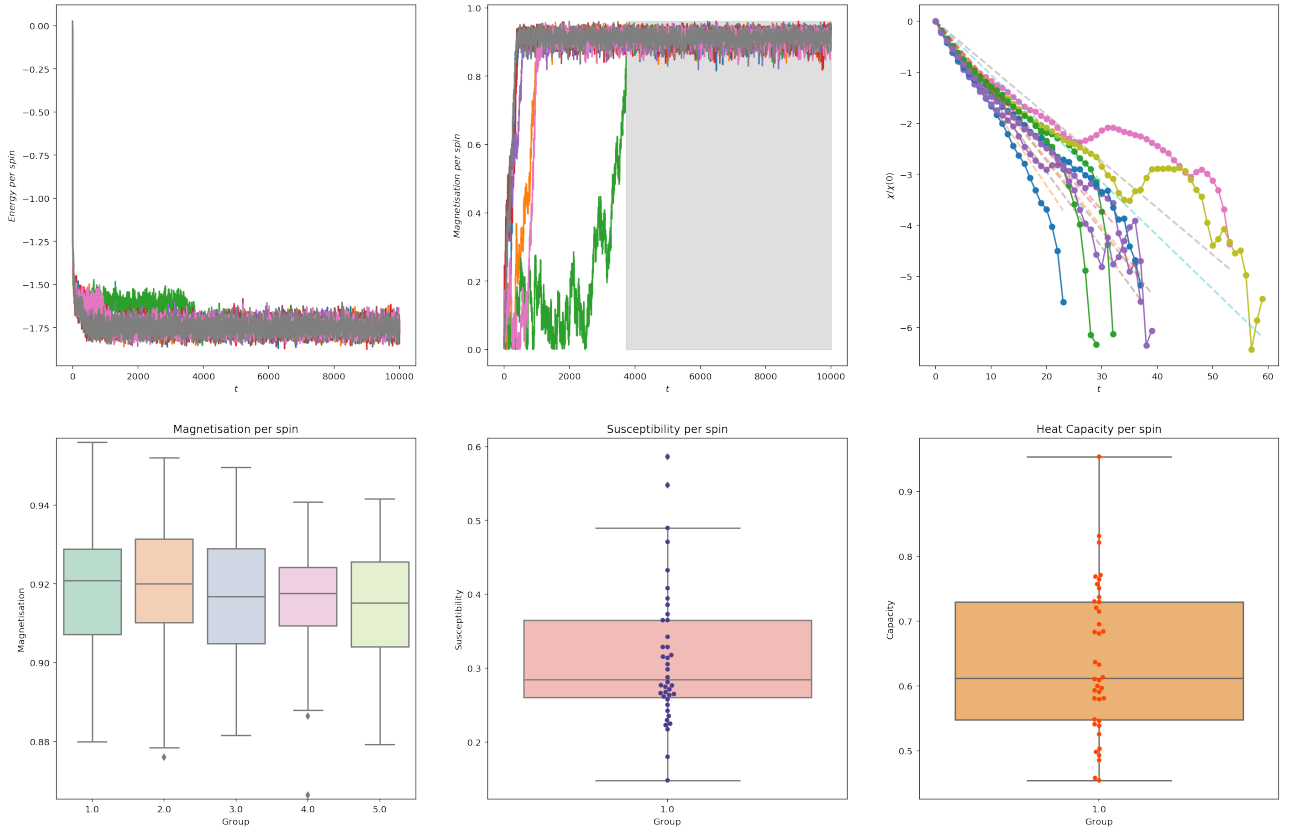 0.00
−0.25
−0.50
−0.75
−1.00
−1.25
−1.50
−1.75
Energy per spin
0 2000 4000 6000 8000 10000
t
1.0
0.8
0.6
0.4
0.2
0.0
Magnetisation per spin
0 2000 4000 6000 8000 10000
t
0
−1
−2
−3
−4
−5
−6
χ/χ(0)
0 10 20 30 40 50 60
t
Magnetisation per spin
0.94
0.92
0.90
0.88
Magnetisation
1.0 2.0 3.0 4.0 5.0
Group
Susceptibility per spin
0.6
0.5
0.4
0.3
0.2
Susceptibility
1.0
Group
Heat Capacity per spin
0.9
0.8
0.7
0.6
0.5
Capacity
1.0
Group